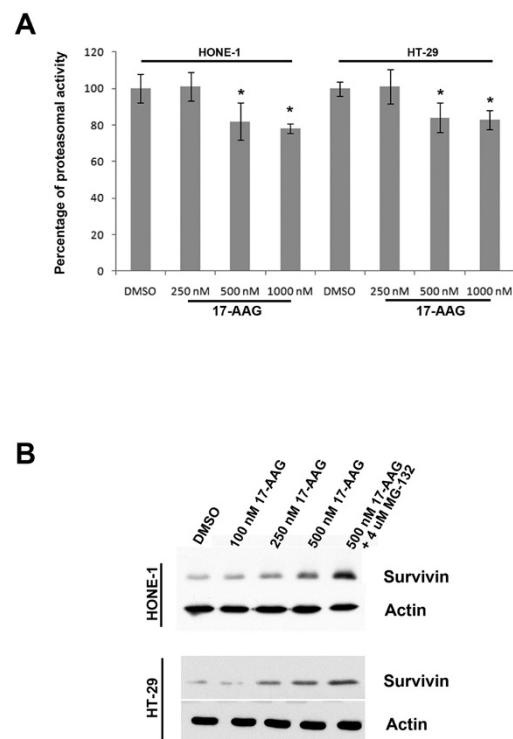 A
HONE-1
HT-29
Percentage of proteasomal activity
120
100
80
60
40
20
0
* * * *
DMSO 250 nM 500 nM 1000 nM DMSO 250 nM 500 nM 1000 nM
17-AAG 17-AAG
B
DMSO
100 nM 17-AAG
250 nM 17-AAG
500 nM 17-AAG
500 nM 17-AAG
+ 4 uM MG-132
HONE-1
Survivin
Actin
HT-29
Survivin
Actin